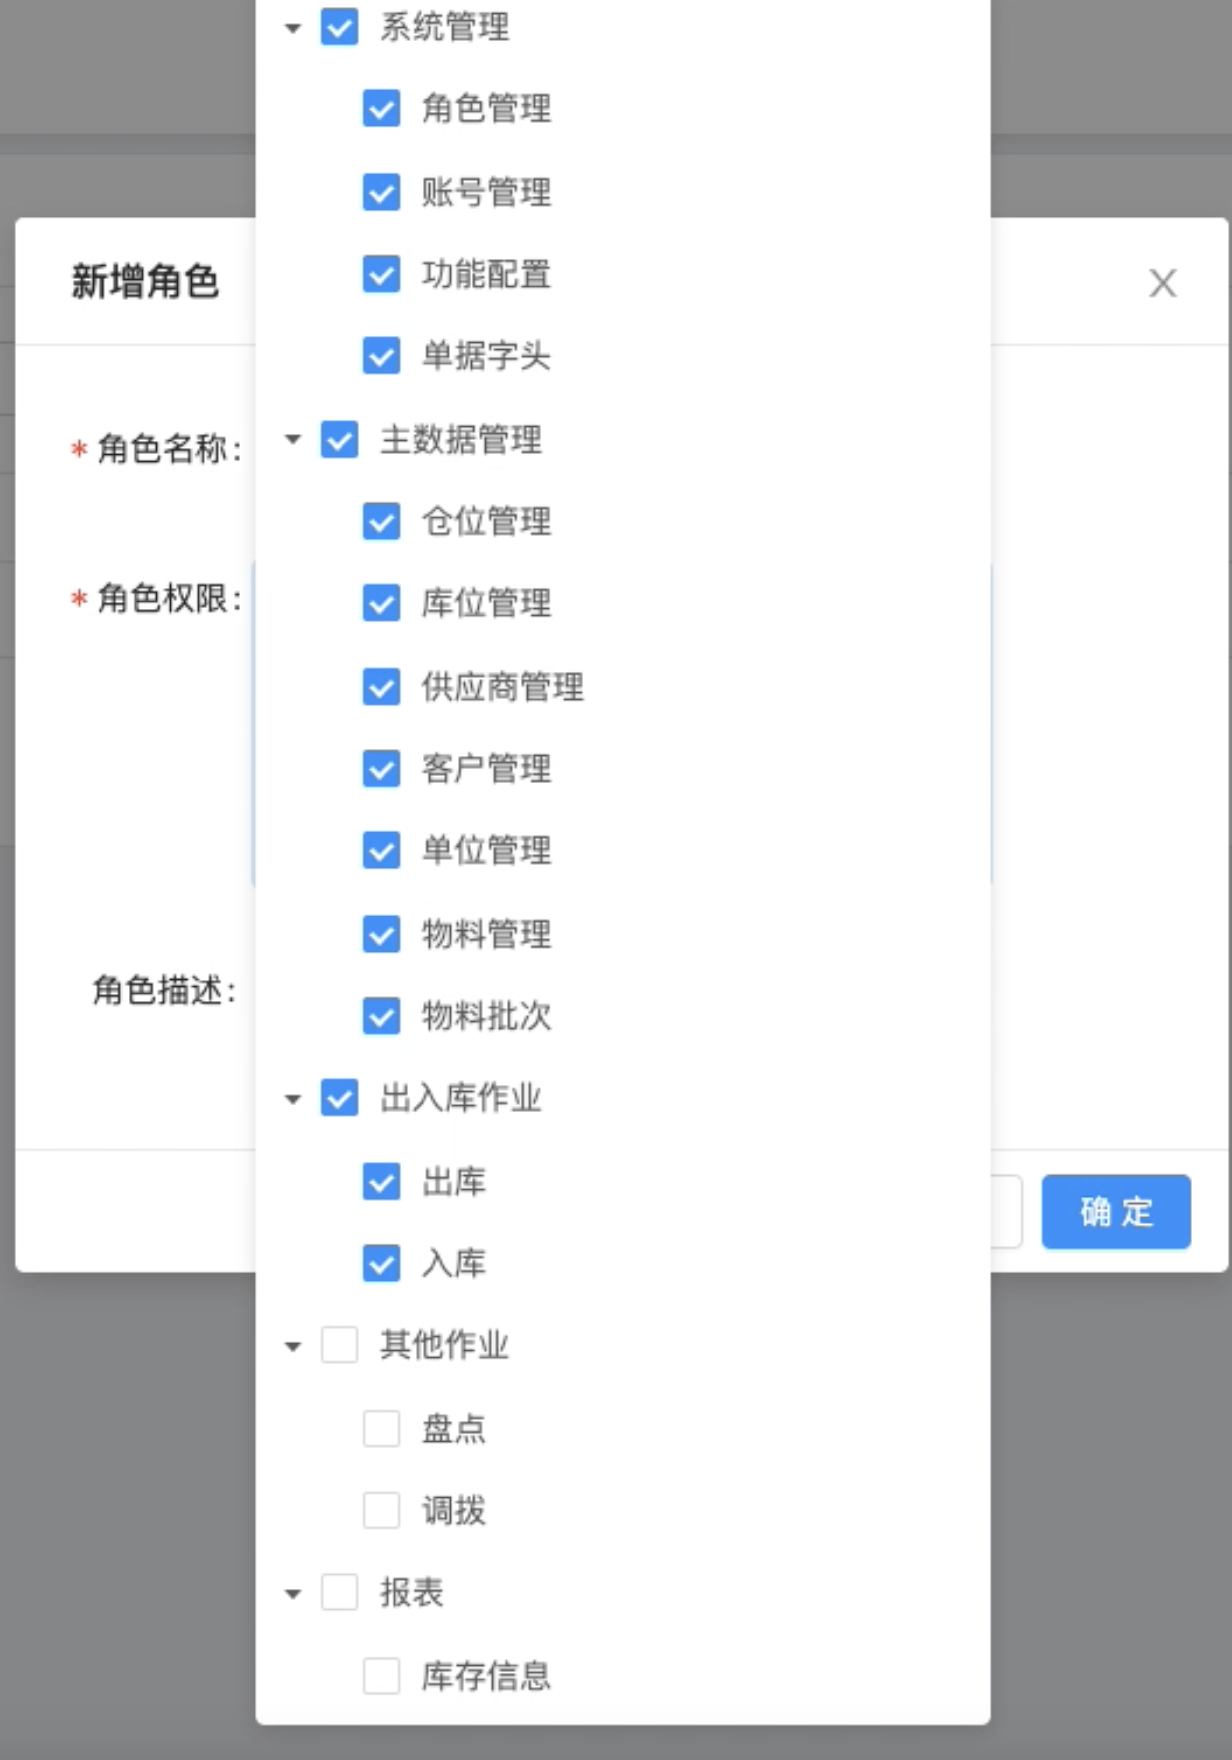 系统管理
角色管理
账号管理
功能配置
单据字头
主数据管理
仓位管理
库位管理
供应商管理
客户管理
单位管理
物料管理
物料批次
出入库作业
出库
入库
其他作业
盘点
调拨
报表
库存信息
新增角色
* 角色名称:
* 角色权限:
角色描述:
确 定